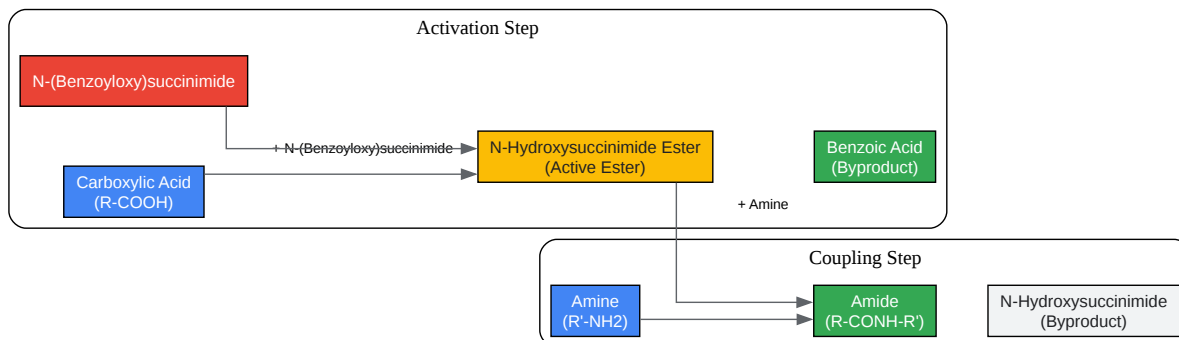 Activation Step
N-(Benzoyloxy)succinimide
+ N-(Benzoyloxy)succinimide
N-Hydroxysuccinimide Ester
(Active Ester)
Benzoic Acid
(Byproduct)
Carboxylic Acid
(R-COOH)
+ Amine
Coupling Step
Amine
(R'-NH2)
Amide
(R-CONH-R')
N-Hydroxysuccinimide
(Byproduct)